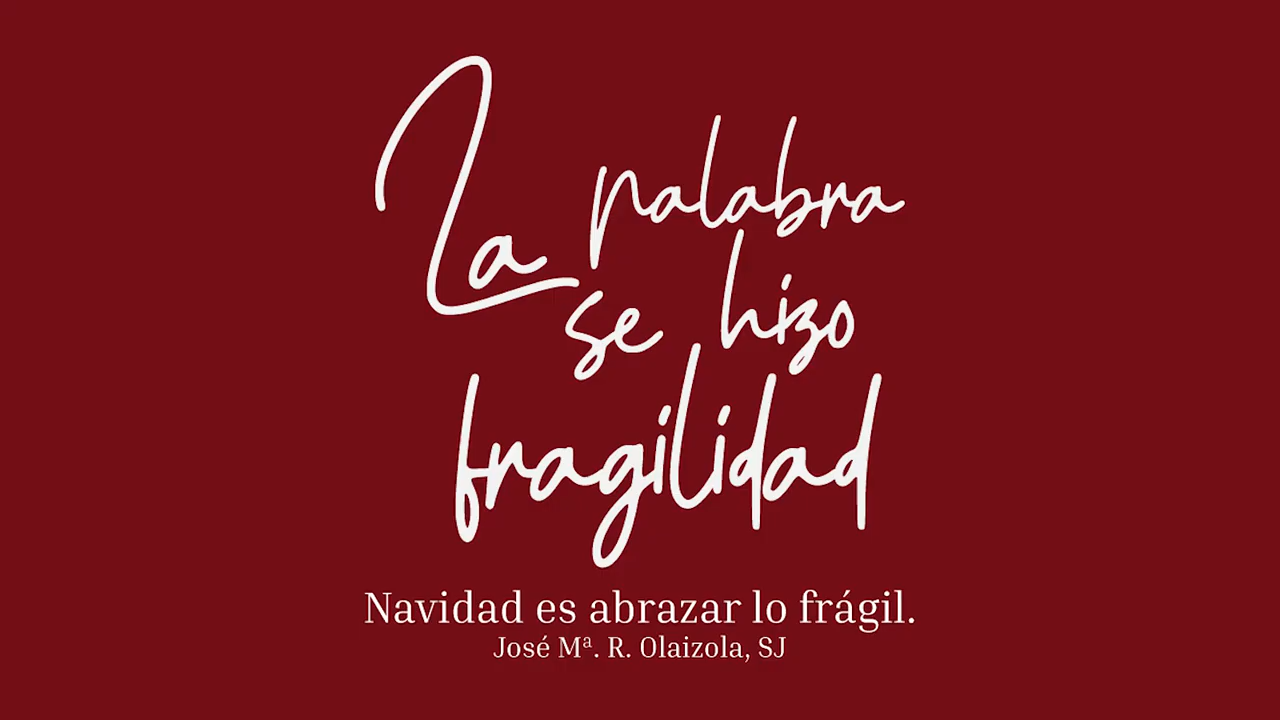 La palabra
se hizo
fragilidad
Navidad es abrazar lo frágil.
José Mª. R. Olaizola, SJ